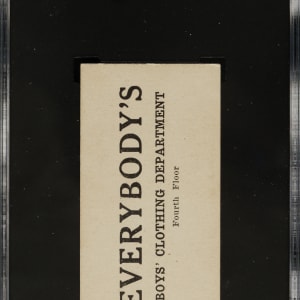 EVERYBODY'S
BOYS' CLOTHING DEPARTMENT
Fourth Floor